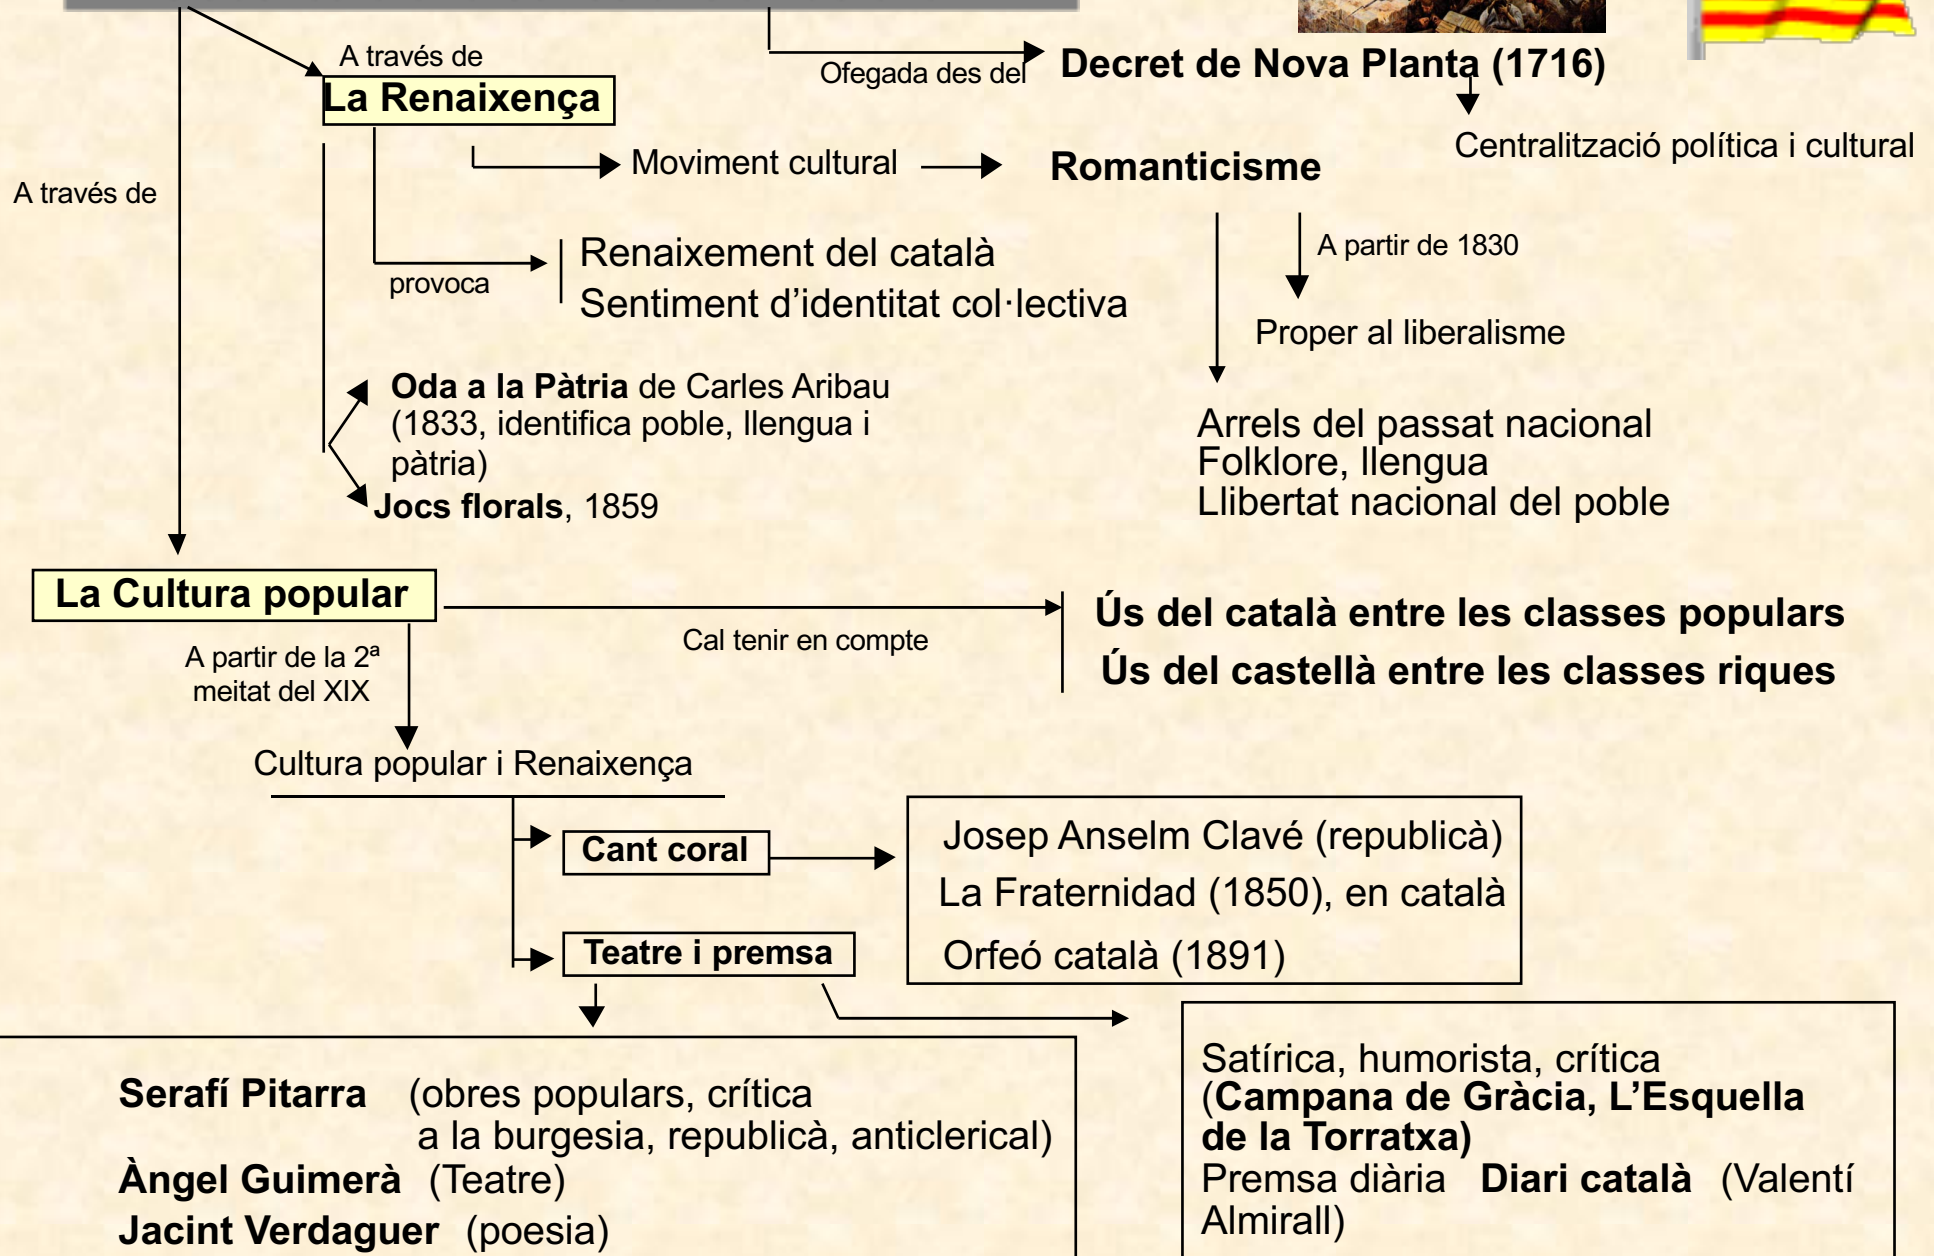 A través de
La Renaixença
Ofegada des del
Decret de Nova Planta (1716)
Centralització política i cultural
A través de
Moviment cultural
Romanticisme
provoca
Renaixement del català
Sentiment d’identitat col·lectiva
A partir de 1830
Proper al liberalisme
Oda a la Pàtria de Carles Aribau
(1833, identifica poble, llengua i
pàtria)
Jocs florals, 1859
Arrels del passat nacional
Folklore, llengua
Llibertat nacional del poble
La Cultura popular
Cal tenir en compte
Ús del català entre les classes populars
Ús del castellà entre les classes riques
A partir de la 2ª
meitat del XIX
Cultura popular i Renaixença
Cant coral
Josep Anselm Clavé (republicà)
La Fraternidad (1850), en català
Orfeó català (1891)
Teatre i premsa
Serafí Pitarra (obres populars, crítica
a la burgesia, republicà, anticlerical)
Àngel Guimerà (Teatre)
Jacint Verdaguer (poesia)
Satírica, humorista, crítica
(Campana de Gràcia, L’Esquella
de la Torratxa)
Premsa diària Diari català (Valentí
Almirall)